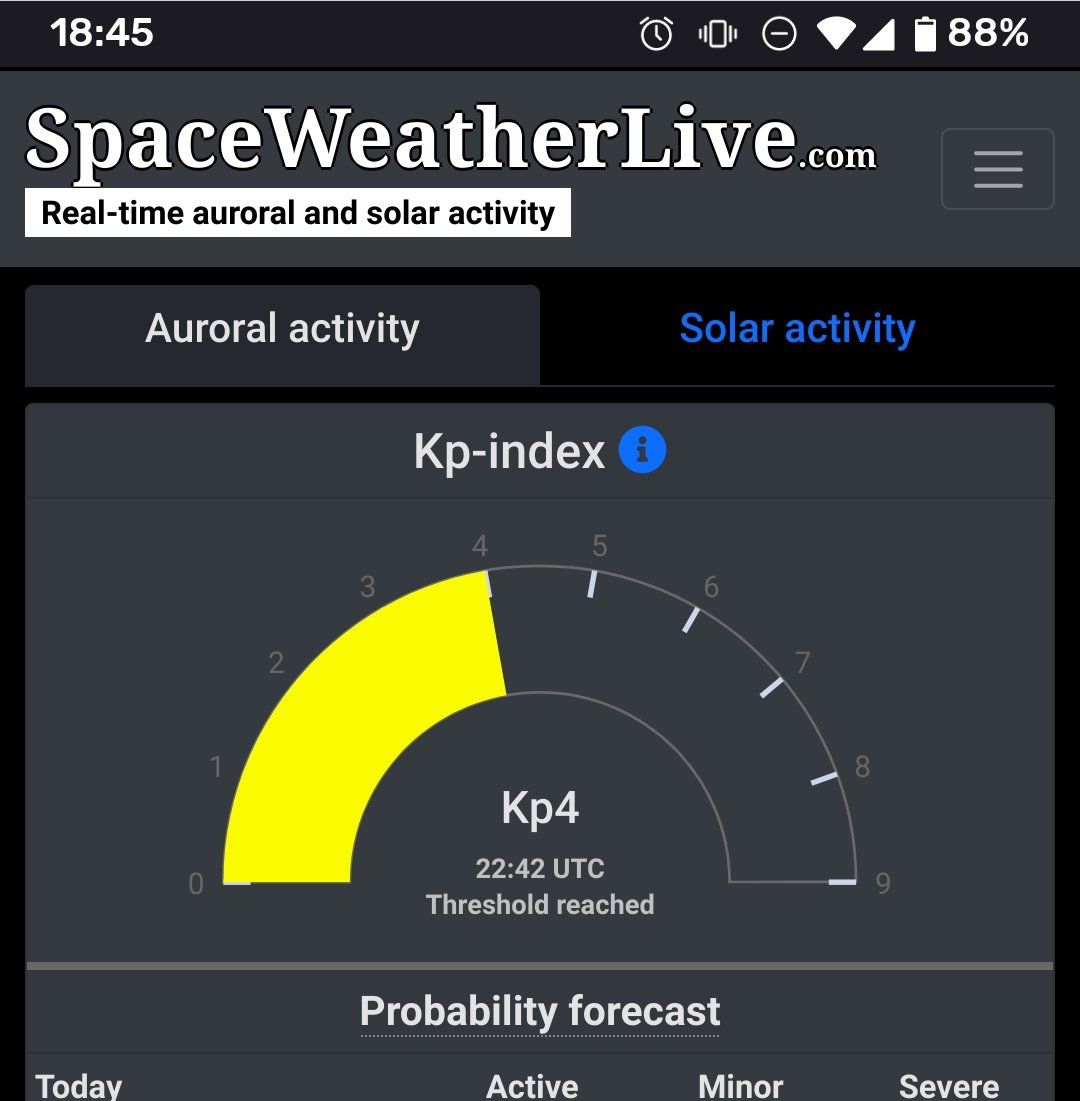 18:45 88%
SpaceWeatherLive.com
Real-time auroral and solar activity
Auroral activity Solar activity
Kp-index
4 5
3 6
2 7
1 8
Kp4
22:42 UTC
0 9
Threshold reached
Probability forecast
Today Active Minor Severe